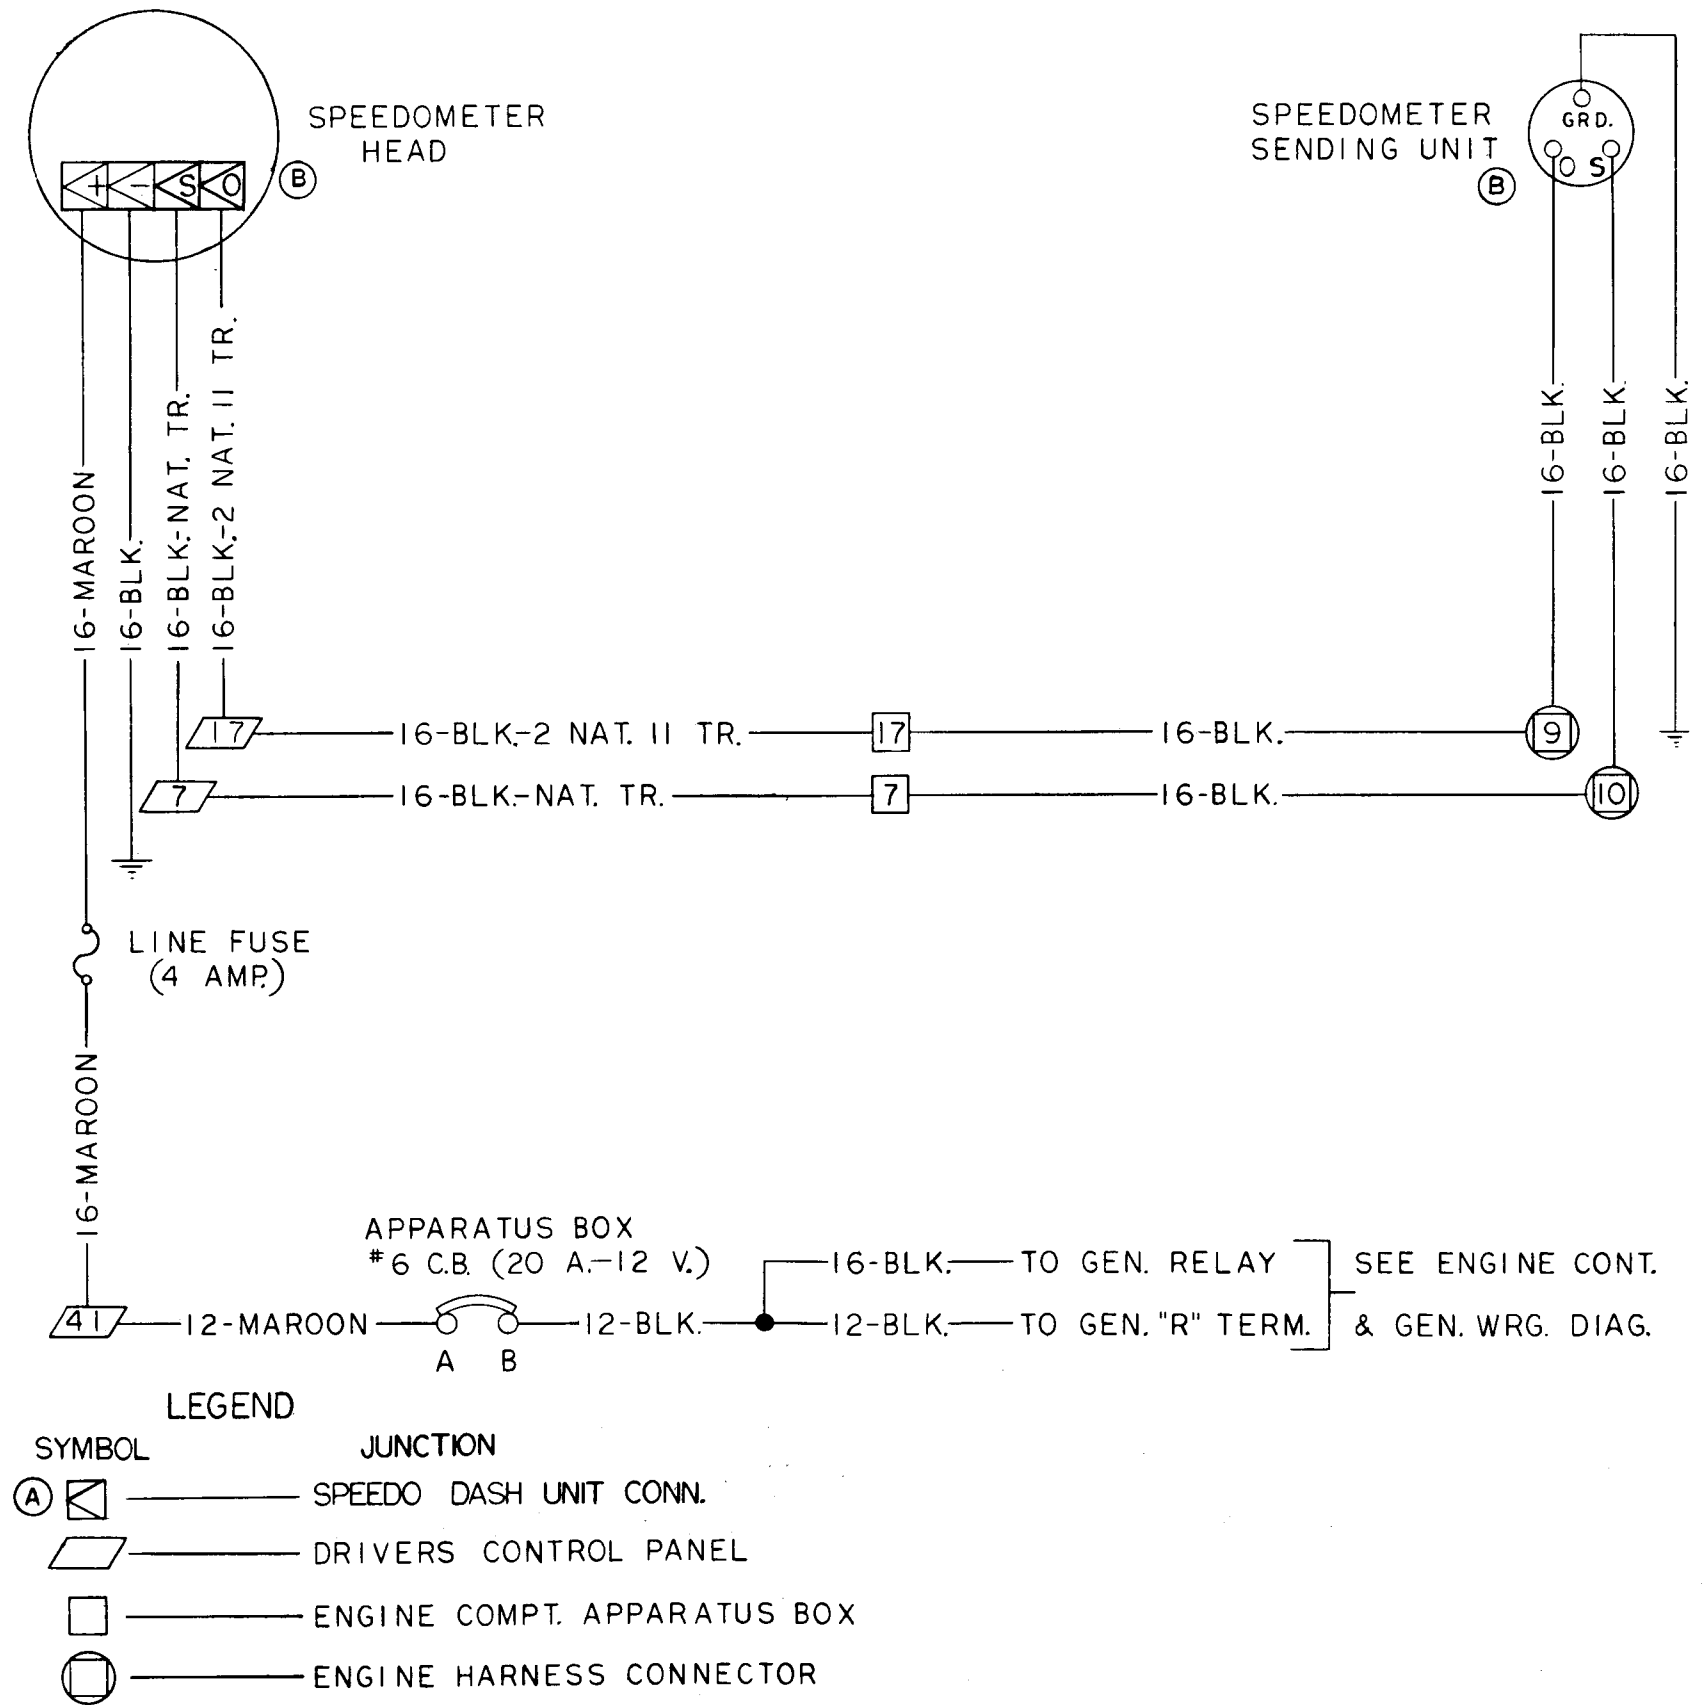 SPEEDOMETER
HEAD
B
+ - S O
SPEEDOMETER
SENDING UNIT
B
GRD.
O S
16-MAROON
16-BLK.
16-BLK.-NAT. TR.
16-BLK.-2 NAT. 11 TR.
16-BLK.
16-BLK.
16-BLK.
17 16-BLK.-2 NAT. 11 TR. 17 16-BLK. 9
7 16-BLK.-NAT. TR. 7 16-BLK. 10
LINE FUSE
(4 AMP.)
16-MAROON
APPARATUS BOX
#6 C.B. (20 A.-12 V.)
16-BLK. TO GEN. RELAY
SEE ENGINE CONT.
41 12-MAROON 12-BLK. 12-BLK. TO GEN. "R" TERM.
& GEN. WRG. DIAG.
A B
LEGEND
SYMBOL JUNCTION
A SPEEDO DASH UNIT CONN.
DRIVERS CONTROL PANEL
ENGINE COMPT. APPARATUS BOX
ENGINE HARNESS CONNECTOR